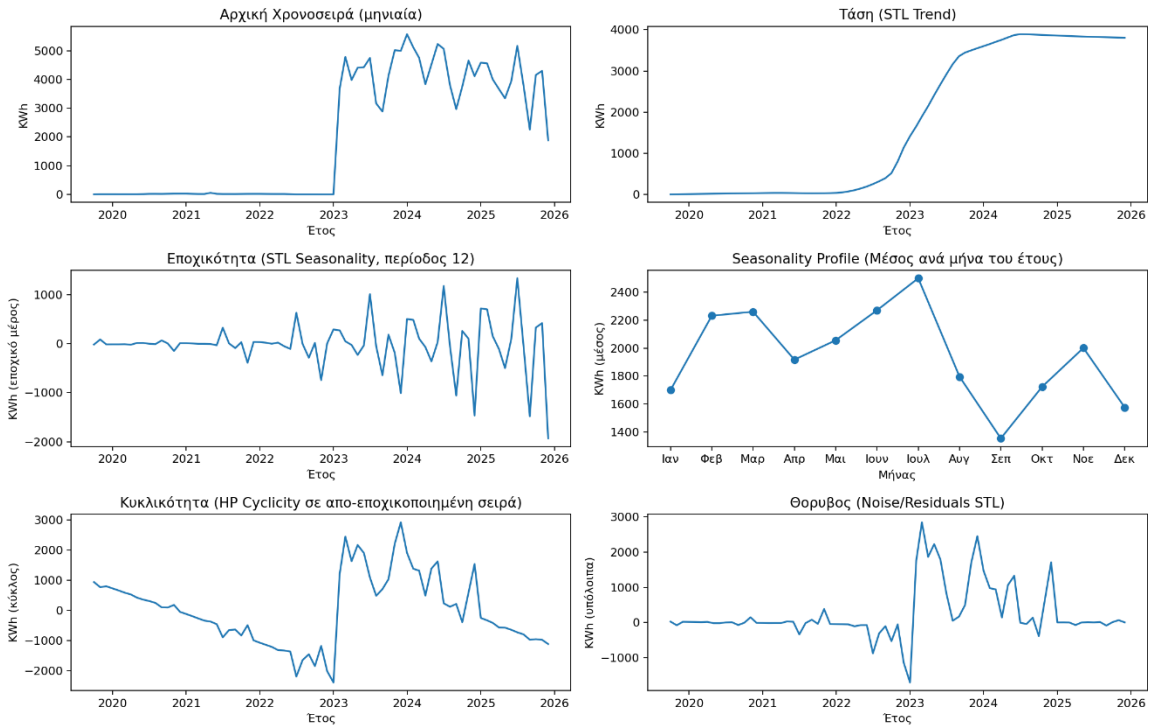 Αρχική Χρονοσειρά (μηνιαία)
KWh
5000
4000
3000
2000
1000
0
2020 2021 2022 2023 2024 2025 2026
Έτος
Τάση (STL Trend)
KWh
4000
3000
2000
1000
0
2020 2021 2022 2023 2024 2025 2026
Έτος
Εποχικότητα (STL Seasonality, περίοδος 12)
KWh (εποχικό μέρος)
1000
0
−1000
−2000
2020 2021 2022 2023 2024 2025 2026
Έτος
Seasonality Profile (Μέσος ανά μήνα του έτους)
KWh (μέσος)
2400
2200
2000
1800
1600
1400
Ιαν Φεβ Μαρ Απρ Μαι Ιουν Ιουλ Αυγ Σεπ Οκτ Νοε Δεκ
Μήνας
Κυκλικότητα (HP Cyclicity σε απο-εποχικοποιημένη σειρά)
KWh (κύκλος)
3000
2000
1000
0
−1000
−2000
2020 2021 2022 2023 2024 2025 2026
Έτος
Θορυβος (Noise/Residuals STL)
KWh (υπόλοιπα)
3000
2000
1000
0
−1000
2020 2021 2022 2023 2024 2025 2026
Έτος